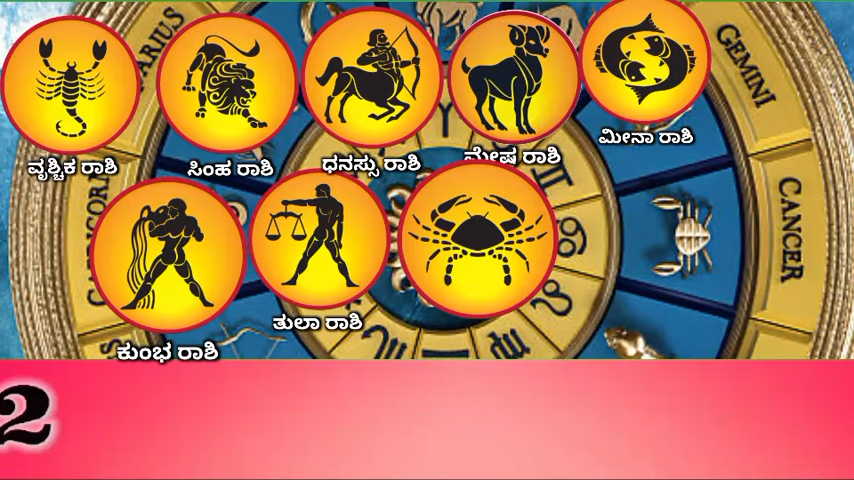 ವೃಶ್ಚಿಕ ರಾಶಿ
ಸಿಂಹ ರಾಶಿ
ಧನಸ್ಸು ರಾಶಿ
ಮೇಷ ರಾಶಿ
ಮೀನಾ ರಾಶಿ
ಕುಂಭ ರಾಶಿ
ತುಲಾ ರಾಶಿ
GEMINI
CANCER
2